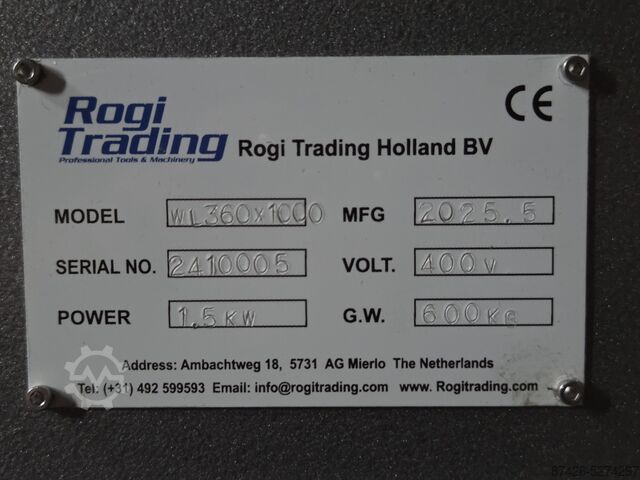 Rogi
Trading
Professional Tools & Machinery
CE
Rogi Trading Holland BV
MODEL WL360x1000 MFG 2025.5
SERIAL NO. 2410005 VOLT. 400V
POWER 1.5KW G.W. 600KG
Address: Ambachtweg 18, 5731 AG Mierlo The Netherlands
Tel: (+31) 492 599593 Email: info@rogitrading.com www. Rogitrading.com